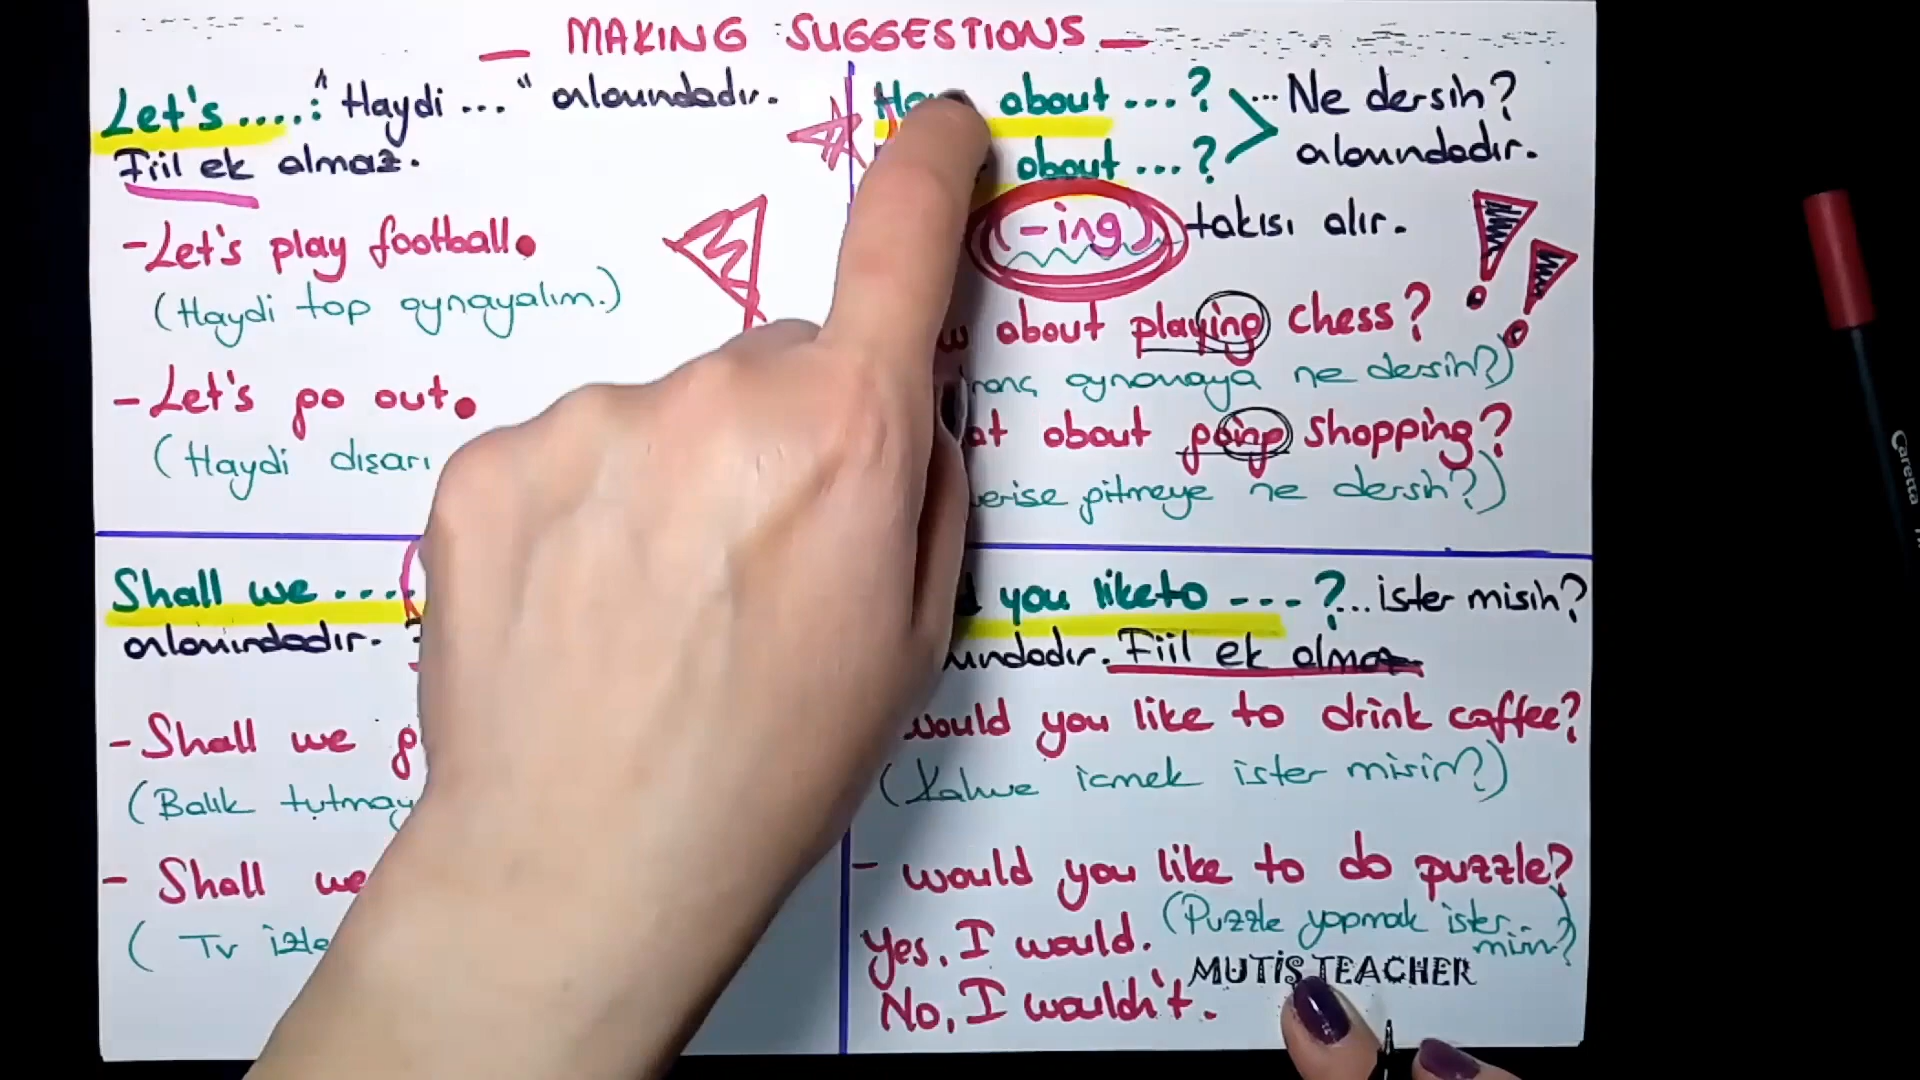 MAKING SUGGESTIONS
Let's ....: "Haydi ..." anlamındadır.
Fiil ek almaz.
- Let's play football.
(Haydi top oynayalım.)
- Let's go out.
(Haydi dışarı
How about ...?
about ...?
... Ne dersin?
anlamındadır.
(-ing) takısı alır.
about playing chess?
oynamaya ne dersin?)
about going shopping?
gitmeye ne dersin?)
Shall we ....
anlamındadır.
- Shall we
(Balık
- Shall we
(Tv
you like to ---?... ister misin?
Fiil ek almaz
would you like to drink coffee?
(Kahve içmek ister misin?)
- would you like to do puzzle?
(Puzzle yapmak ister
misin?
Yes, I would.
No, I wouldn't.
MUTİŞ TEACHER
Caretta